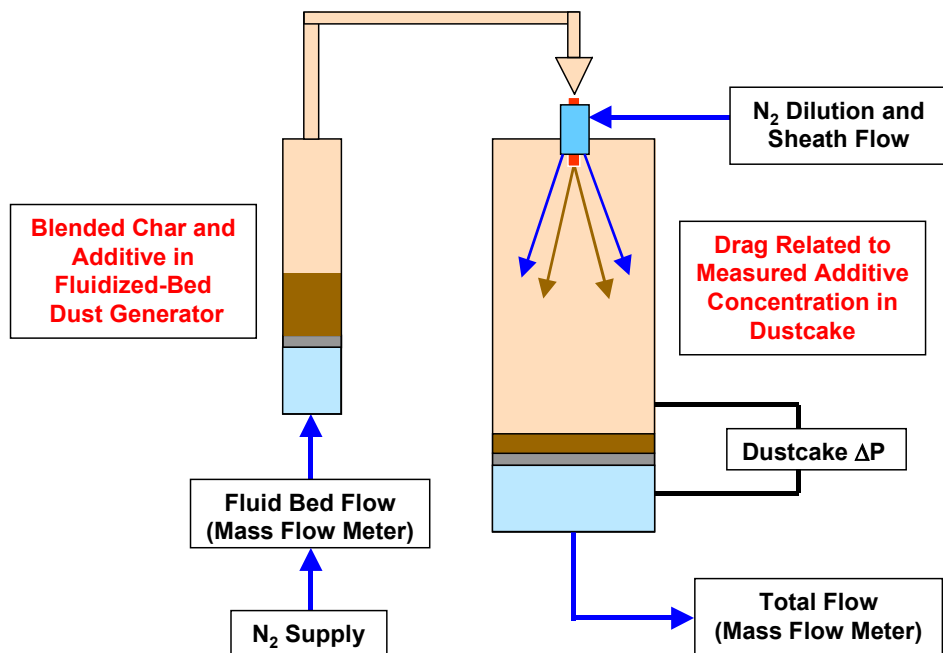 N₂ Dilution and
Sheath Flow
Blended Char and
Additive in
Fluidized-Bed
Dust Generator
Drag Related to
Measured Additive
Concentration in
Dustcake
Dustcake ΔP
Fluid Bed Flow
(Mass Flow Meter)
N₂ Supply
Total Flow
(Mass Flow Meter)